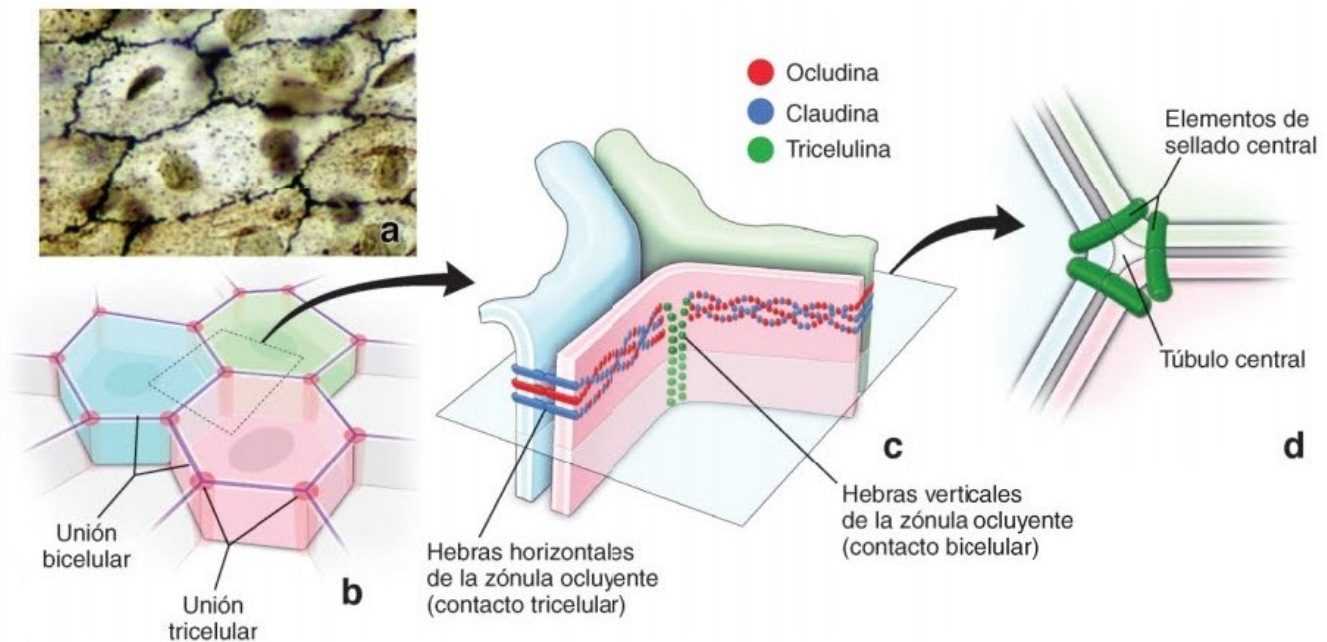 a
Ocludina
Claudina
Tricelulina
Elementos de
sellado central
Túbulo central
d
c
Hebras verticales
de la zónula ocluyente
(contacto bicelular)
Hebras horizontales
de la zónula ocluyente
(contacto tricelular)
Unión
bicelular
Unión
tricelular
b